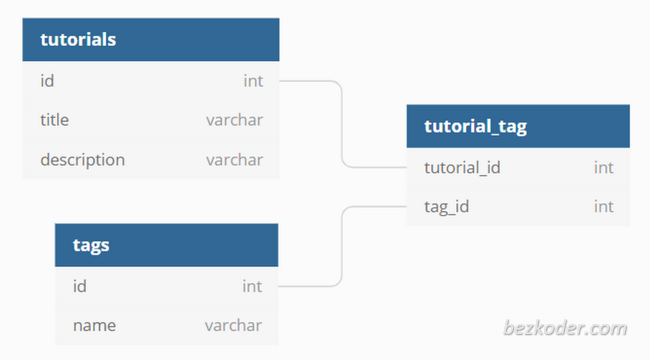 tutorials
id int
title varchar
description varchar
tutorial_tag
tutorial_id int
tag_id int
tags
id int
name varchar
bezkoder.com